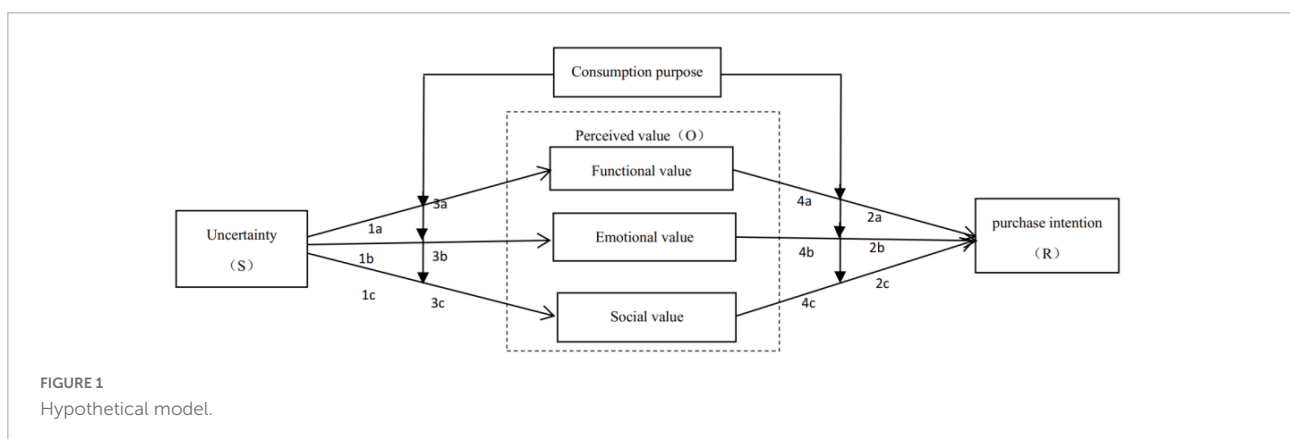 Consumption purpose
Perceived value（O）
Functional value
3a
4a
1a
2a
Uncertainty
（S）
Emotional value
purchase intention
（R）
1b
3b
4b
2b
1c
3c
Social value
4c
2c
FIGURE 1
Hypothetical model.